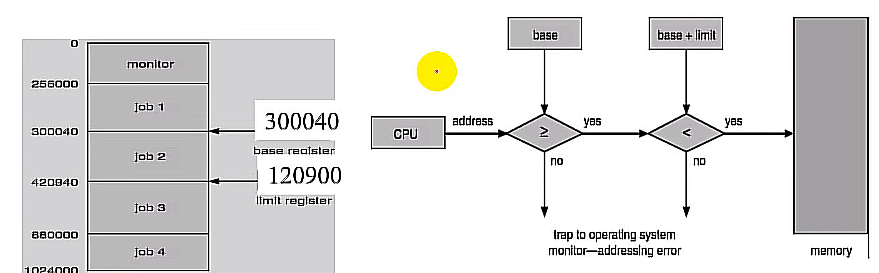 0
monitor
256000
job 1
300040
300040
base register
job 2
120900
420940
limit register
job 3
880000
job 4
1024000
base
base + limit
CPU
address
≥
yes
<
yes
no
no
trap to operating system
monitor—addressing error
memory